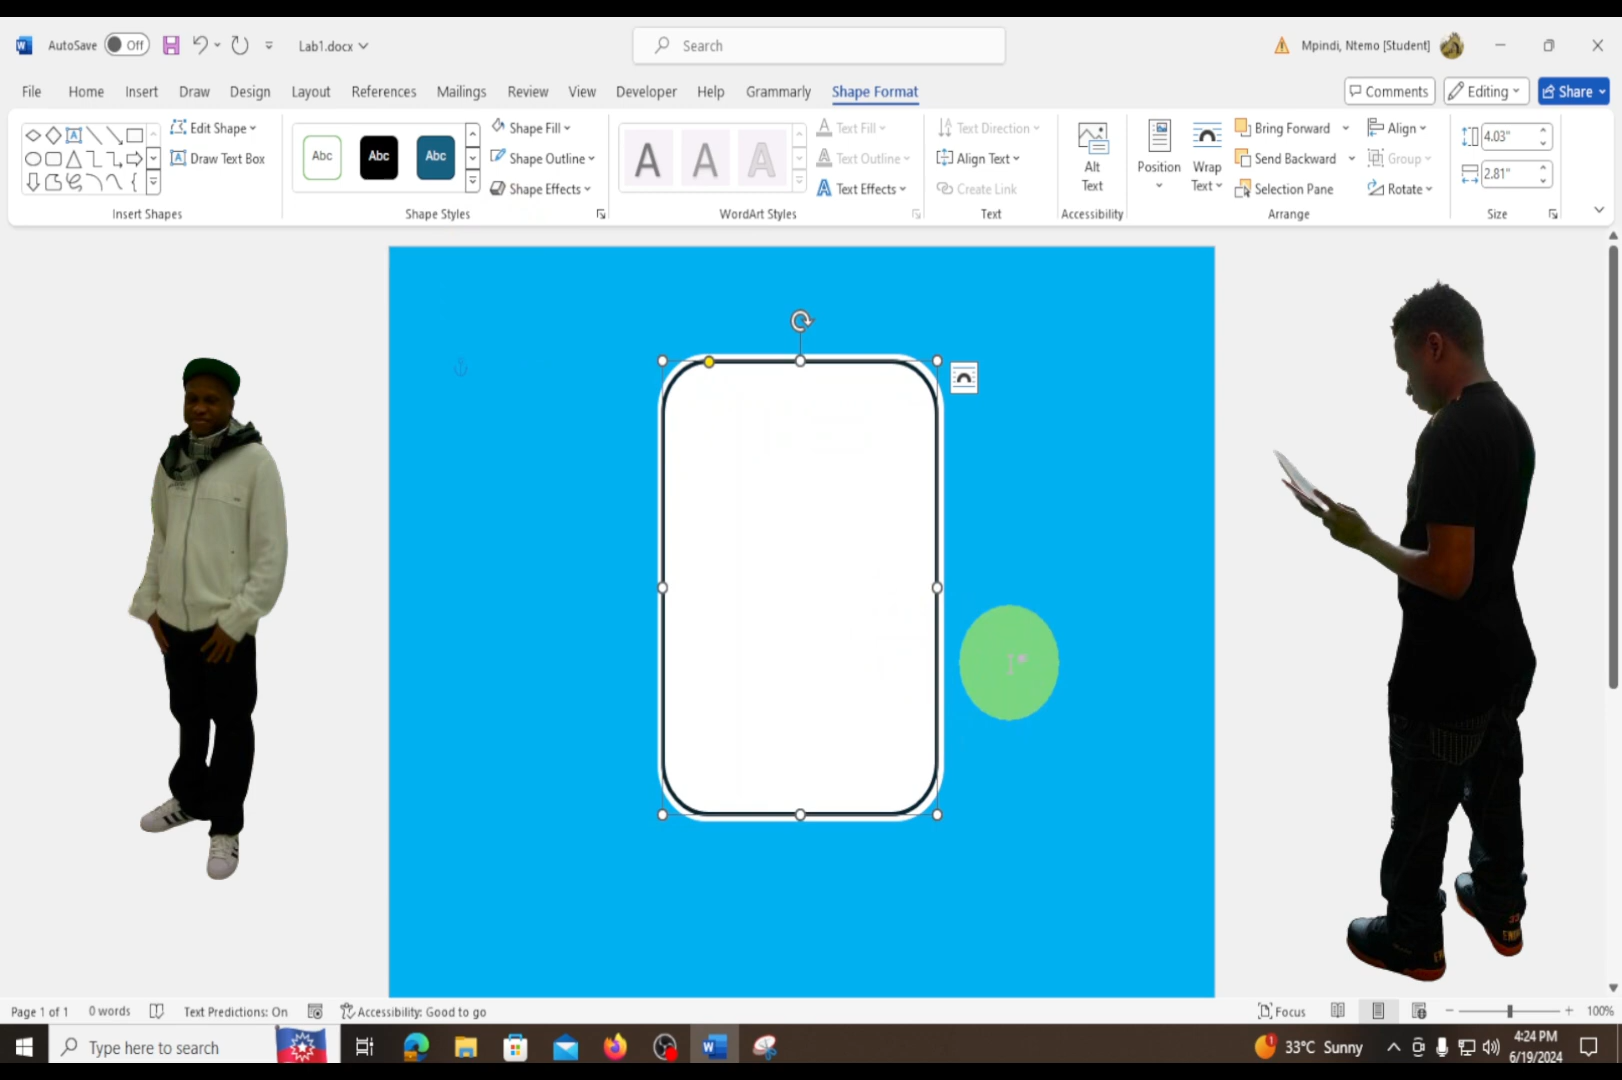 AutoSave Off Lab1.docx Search Mpindi, Ntemo [Student]
File Home Insert Draw Design Layout References Mailings Review View Developer Help Grammarly Shape Format Comments Editing Share
Edit Shape
Draw Text Box
Insert Shapes
Abc Abc Abc
Shape Fill
Shape Outline
Shape Effects
Shape Styles
A A A
Text Fill
Text Outline
Text Effects
WordArt Styles
Text Direction
Align Text
Create Link
Text
Alt
Text
Accessibility
Position
Wrap
Text
Bring Forward
Send Backward
Selection Pane
Align
Group
Rotate
Arrange
4.03"
2.81"
Size
Page 1 of 1 0 words Text Predictions: On Accessibility: Good to go Focus 100%
Type here to search 33°C Sunny 4:24 PM
6/19/2024